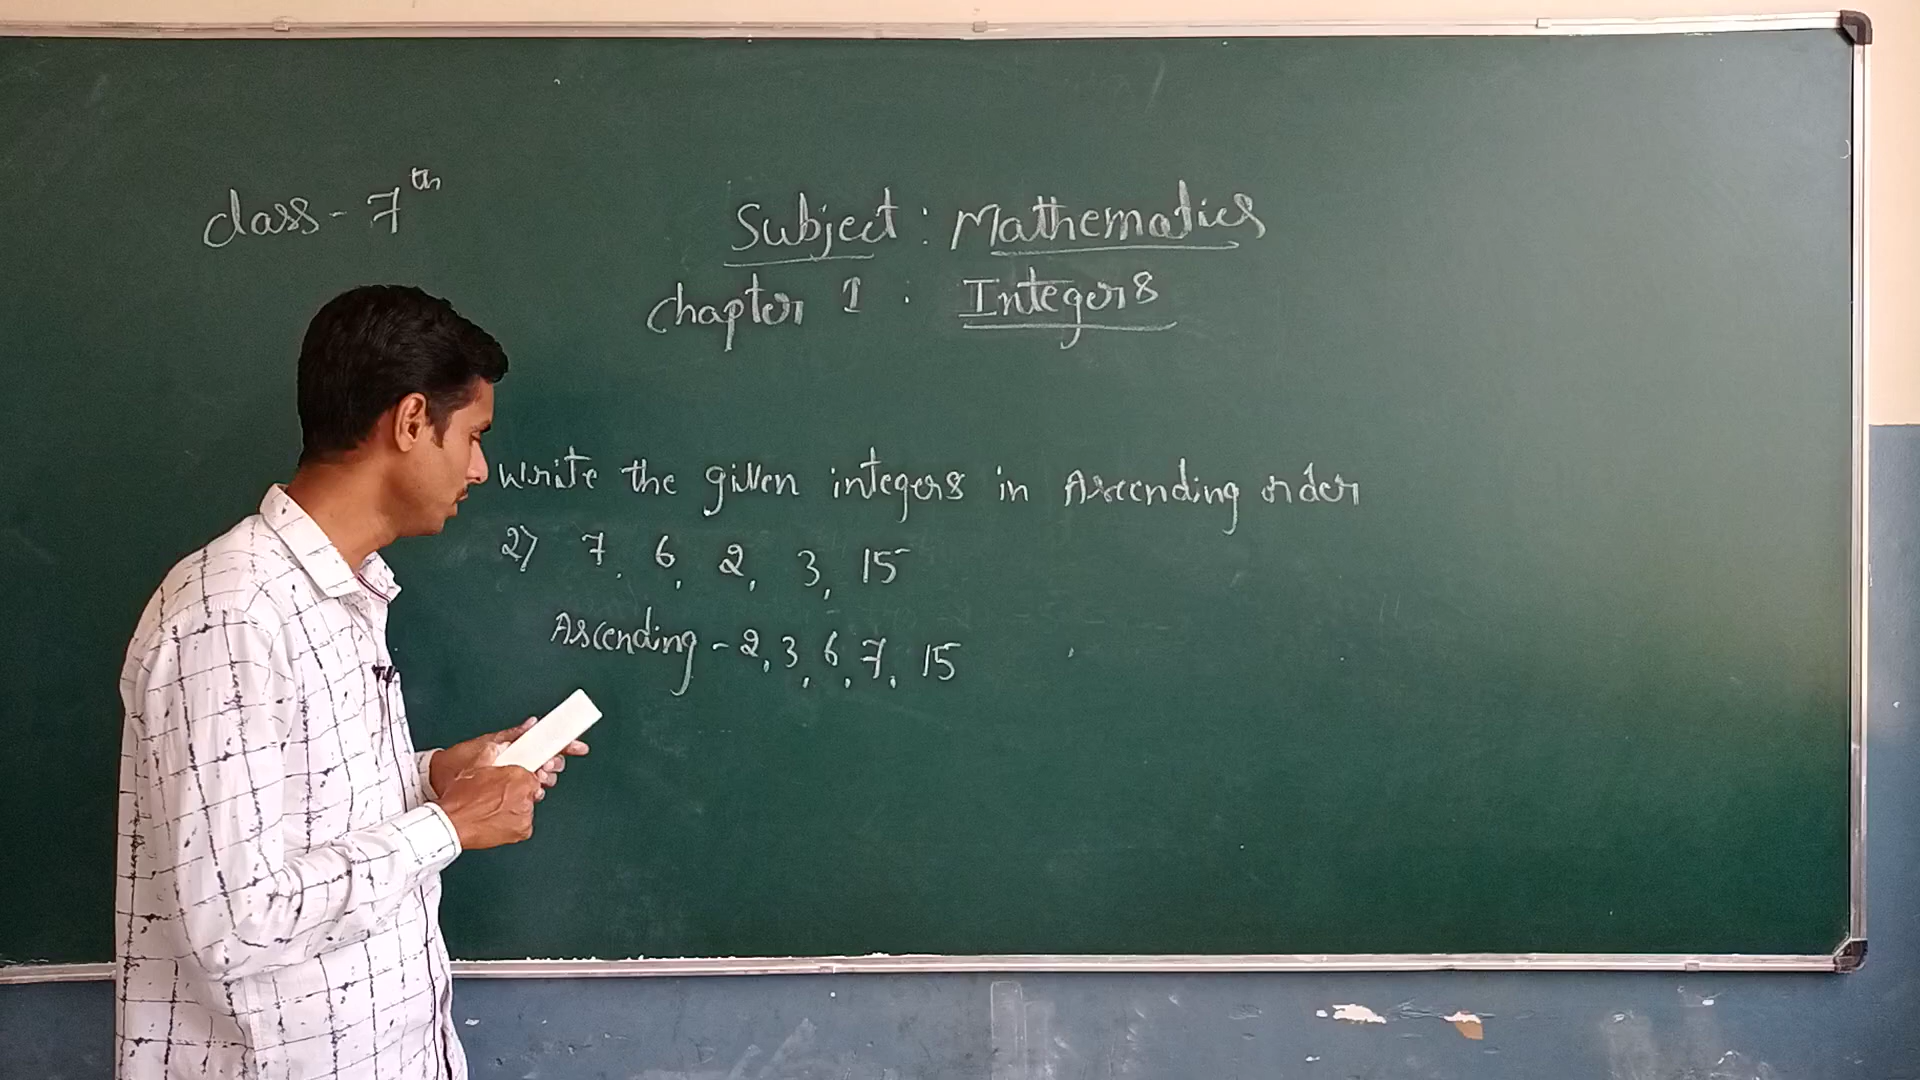 class - 7th
Subject : Mathematics
Chapter 1 : Integers
Write the given integers in Ascending order
2) 7, 6, 2, 3, 15
Ascending - 2, 3, 6, 7, 15